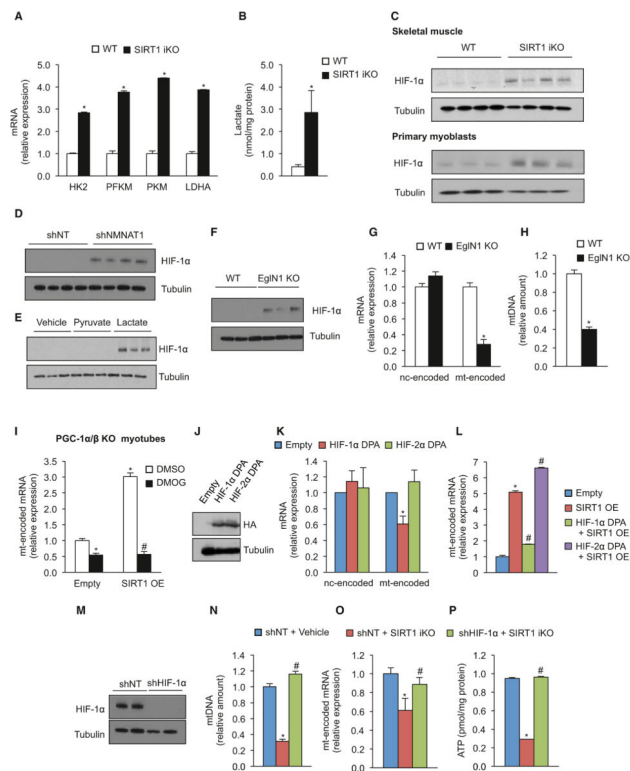 A
WT
SIRT1 iKO
mRNA
(relative expression)
5.0
4.0
3.0
2.0
1.0
0.0
*
*
*
*
HK2 PFKM PKM LDHA
B
WT
SIRT1 iKO
Lactate
(nmol/mg protein)
5.0
4.0
3.0
2.0
1.0
0.0
*
C
Skeletal muscle
WT SIRT1 iKO
HIF-1α
Tubulin
Primary myoblasts
HIF-1α
Tubulin
D
shNT shNMNAT1
HIF-1α
Tubulin
E
Vehicle Pyruvate Lactate
HIF-1α
Tubulin
F
WT EglN1 KO
HIF-1α
Tubulin
G
WT EglN1 KO
mRNA
(relative expression)
1.4
1.2
1.0
0.8
0.6
0.4
0.2
0.0
*
nc-encoded mt-encoded
H
WT
EglN1 KO
mtDNA
(relative amount)
1.2
1.0
0.8
0.6
0.4
0.2
0.0
*
I
PGC-1α/β KO myotubes
DMSO
DMOG
mt-encoded mRNA
(relative expression)
3.5
3.0
2.5
2.0
1.5
1.0
0.5
0.0
*
*
#
Empty SIRT1 OE
J
Empty
HIF-1α DPA
HIF-2α DPA
HA
Tubulin
K
Empty HIF-1α DPA HIF-2α DPA
mRNA
(relative expression)
1.4
1.2
1.0
0.8
0.6
0.4
0.2
0.0
*
nc-encoded mt-encoded
L
mt-encoded mRNA
(relative expression)
*
#
#
Empty
SIRT1 OE
HIF-1α DPA
+ SIRT1 OE
HIF-2α DPA
+ SIRT1 OE
M
shNT shHIF-1α
HIF-1α
Tubulin
shNT + Vehicle shNT + SIRT1 iKO shHIF-1α + SIRT1 iKO
N
mtDNA
(relative amount)
1.4
1.2
1.0
0.8
0.6
0.4
0.2
0.0
*
#
O
mt-encoded mRNA
(relative expression)
1.2
1.0
0.8
0.6
0.4
0.2
0.0
*
#
P
ATP (pmol/mg protein)
1.2
1.0
0.8
0.6
0.4
0.2
0.0
*
#